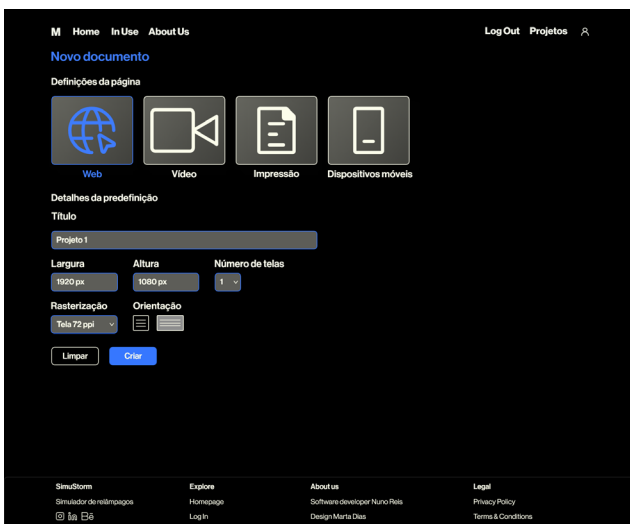 M Home In Use About Us Log Out Projetos
Novo documento
Definições da página
Web Vídeo Impressão Dispositivos móveis
Detalhes da predefinição
Título
Projeto 1
Largura Altura Número de telas
1920 px 1080 px 1
Rasterização Orientação
Tela 72 ppi
Limpar Criar
SimuStorm Explore About us Legal
Simulador de relâmpagos Homepage Software developer Nuno Reis Privacy Policy
in Bē Log In Design Marta Dias Terms & Conditions